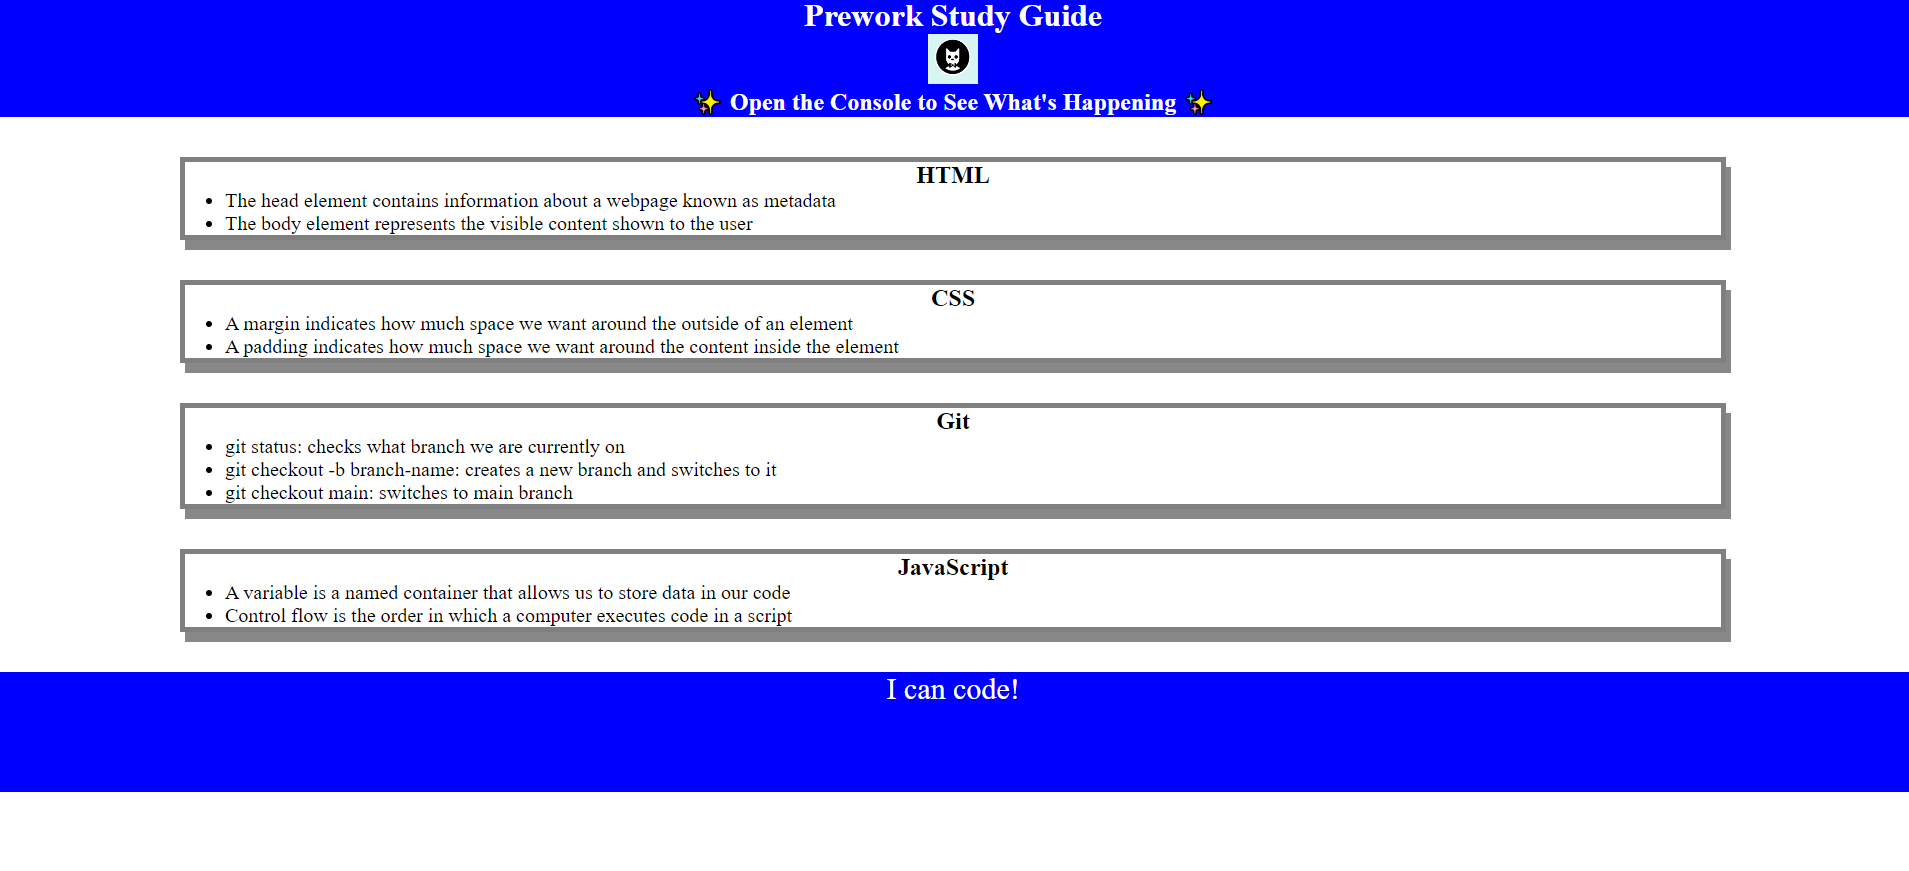 Prework Study Guide
✨ Open the Console to See What's Happening ✨
HTML
• The head element contains information about a webpage known as metadata
• The body element represents the visible content shown to the user
CSS
• A margin indicates how much space we want around the outside of an element
• A padding indicates how much space we want around the content inside the element
Git
• git status: checks what branch we are currently on
• git checkout -b branch-name: creates a new branch and switches to it
• git checkout main: switches to main branch
JavaScript
• A variable is a named container that allows us to store data in our code
• Control flow is the order in which a computer executes code in a script
I can code!